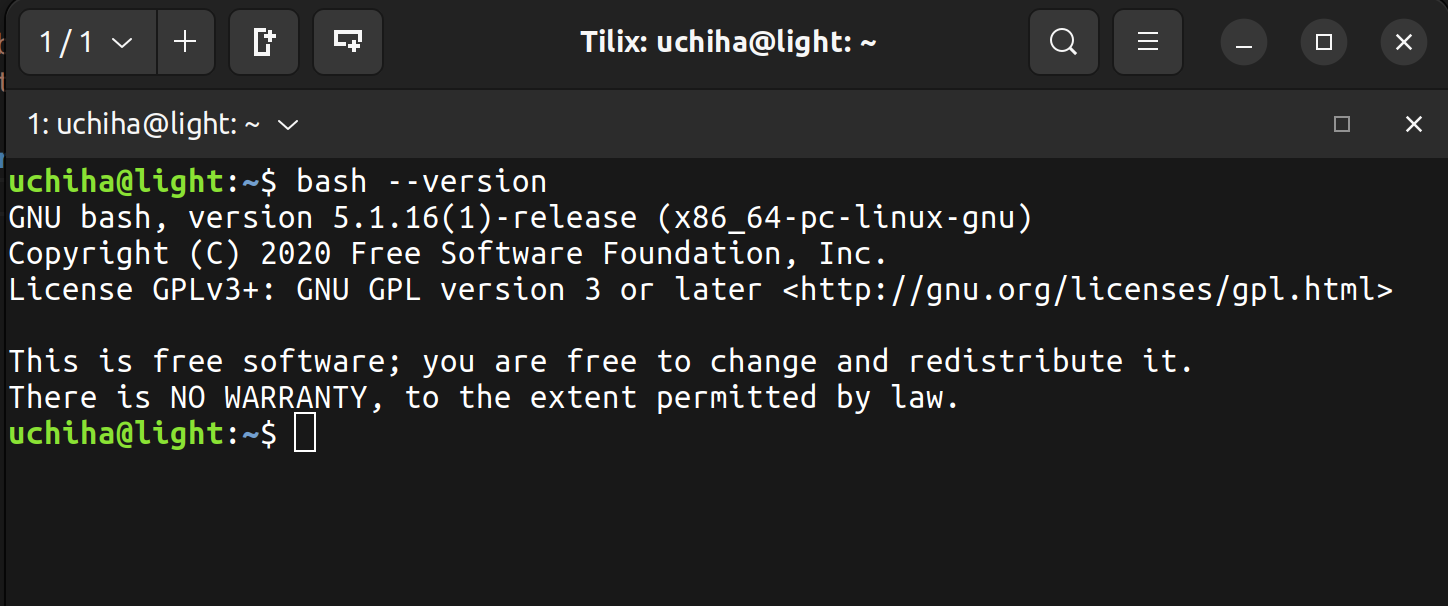 1 / 1
Tilix: uchiha@light: ~
1: uchiha@light: ~
uchiha@light:~$ bash --version
GNU bash, version 5.1.16(1)-release (x86_64-pc-linux-gnu)
Copyright (C) 2020 Free Software Foundation, Inc.
License GPLv3+: GNU GPL version 3 or later <http://gnu.org/licenses/gpl.html>

This is free software; you are free to change and redistribute it.
There is NO WARRANTY, to the extent permitted by law.
uchiha@light:~$